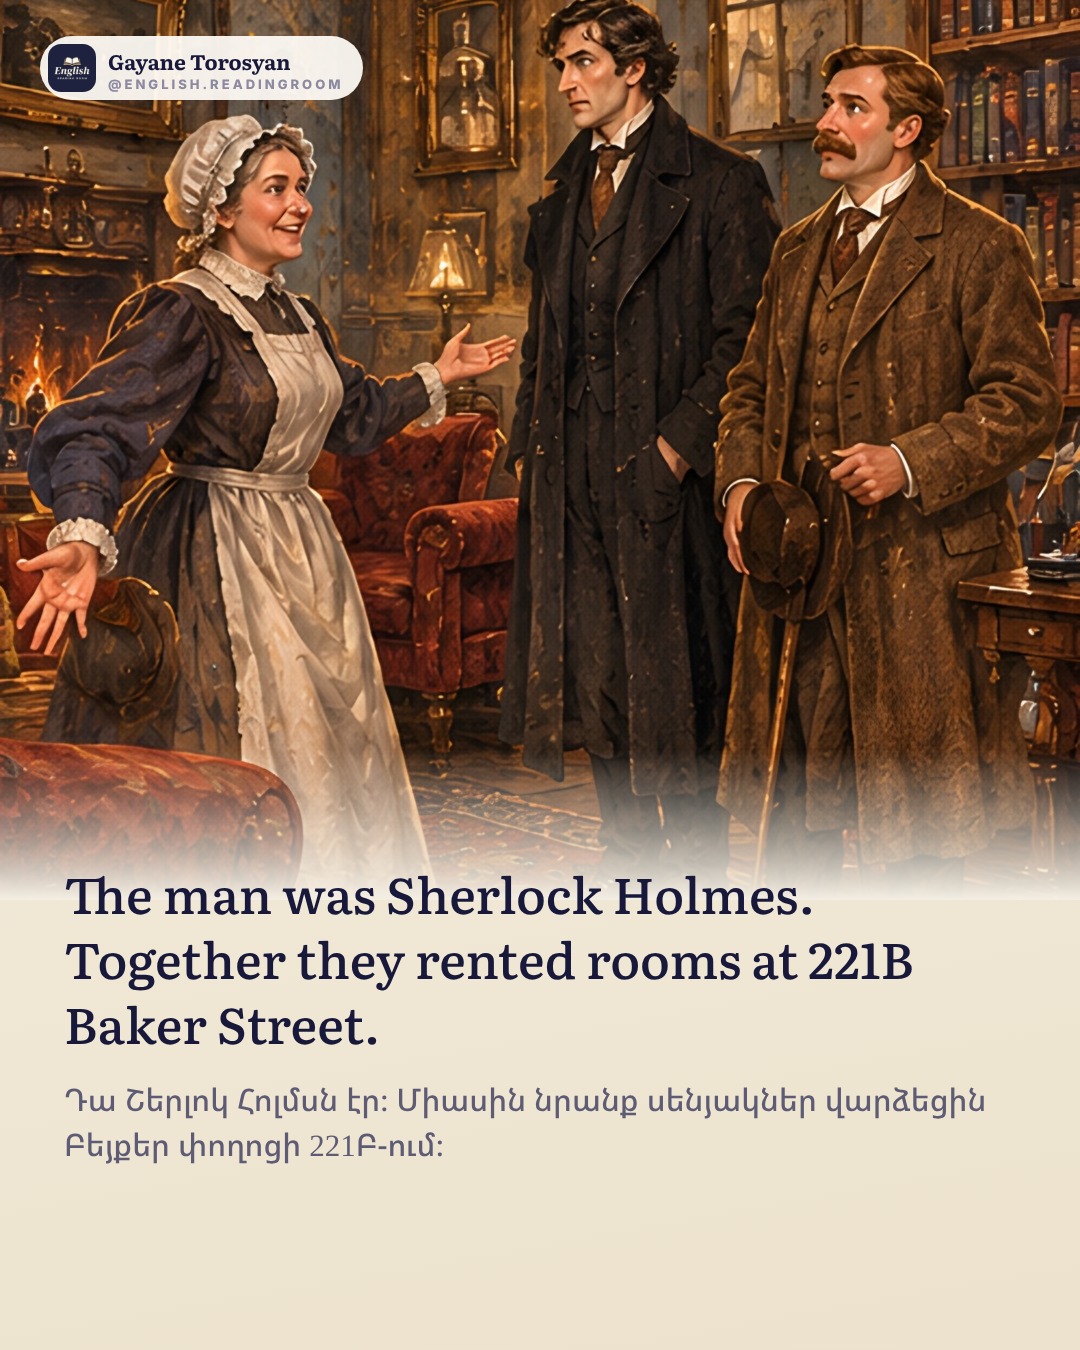 English
Gayane Torosyan
@ENGLISH.READINGROOM
The man was Sherlock Holmes.
Together they rented rooms at 221B
Baker Street.
Դա Շերլոկ Հոլմսն էր: Միասին նրանք սենյակներ վարձեցին
Բեյքեր փողոցի 221Բ-ում: